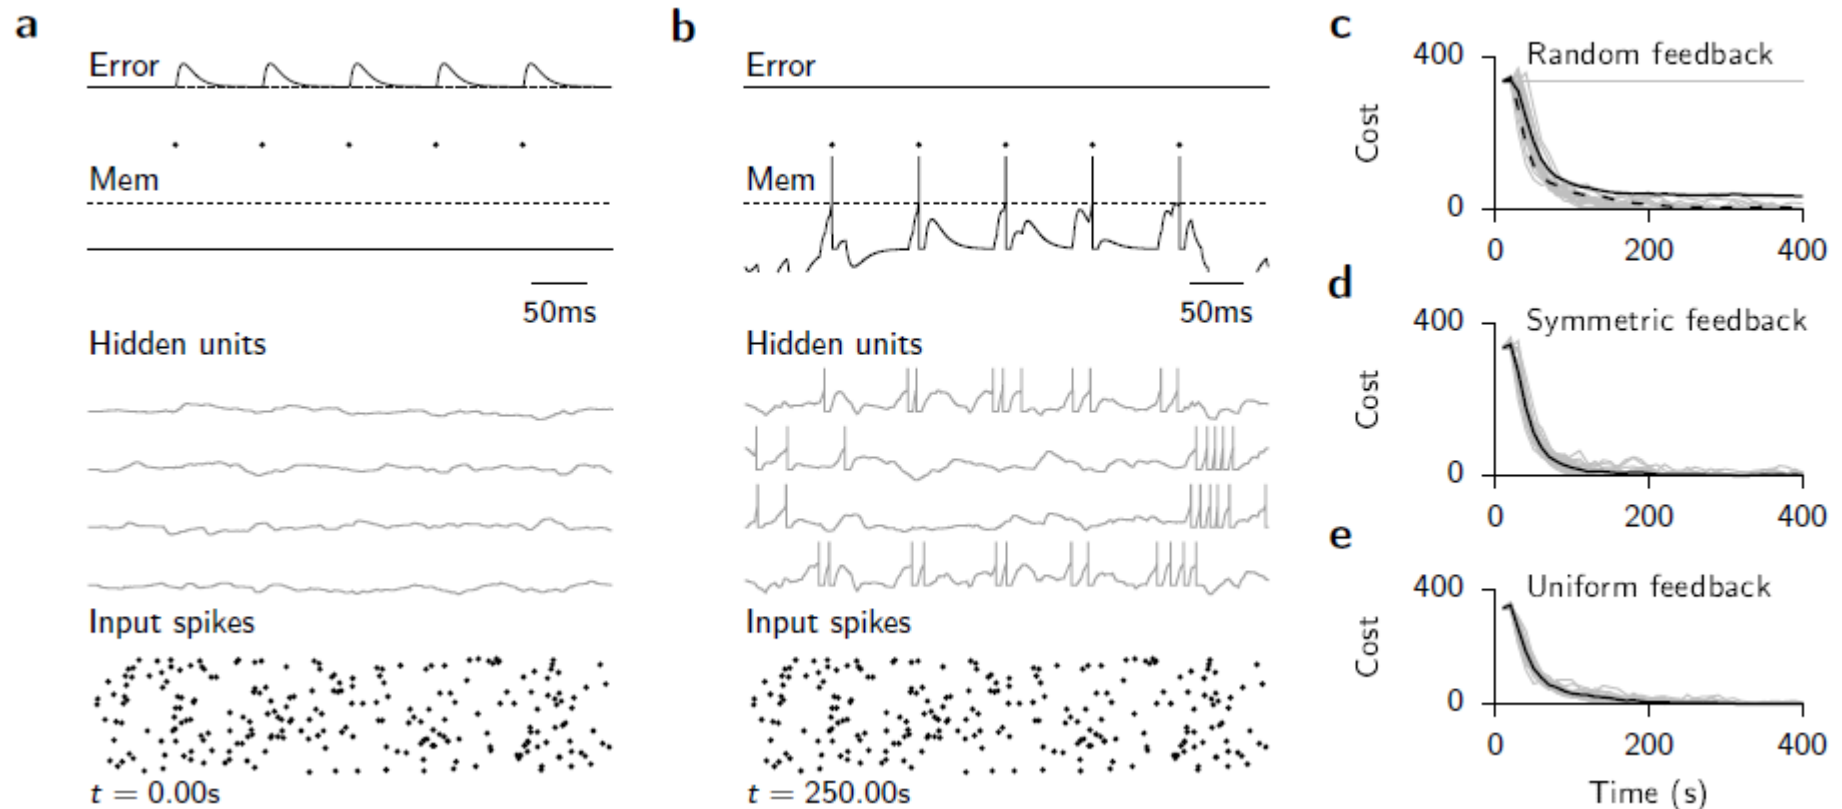 a
Error
Mem
50ms
Hidden units
Input spikes
t = 0.00s
b
Error
Mem
50ms
Hidden units
Input spikes
t = 250.00s
c
Random feedback
400
Cost
0
0 200 400
d
Symmetric feedback
400
Cost
0
0 200 400
e
Uniform feedback
400
Cost
0
0 200 400
Time (s)